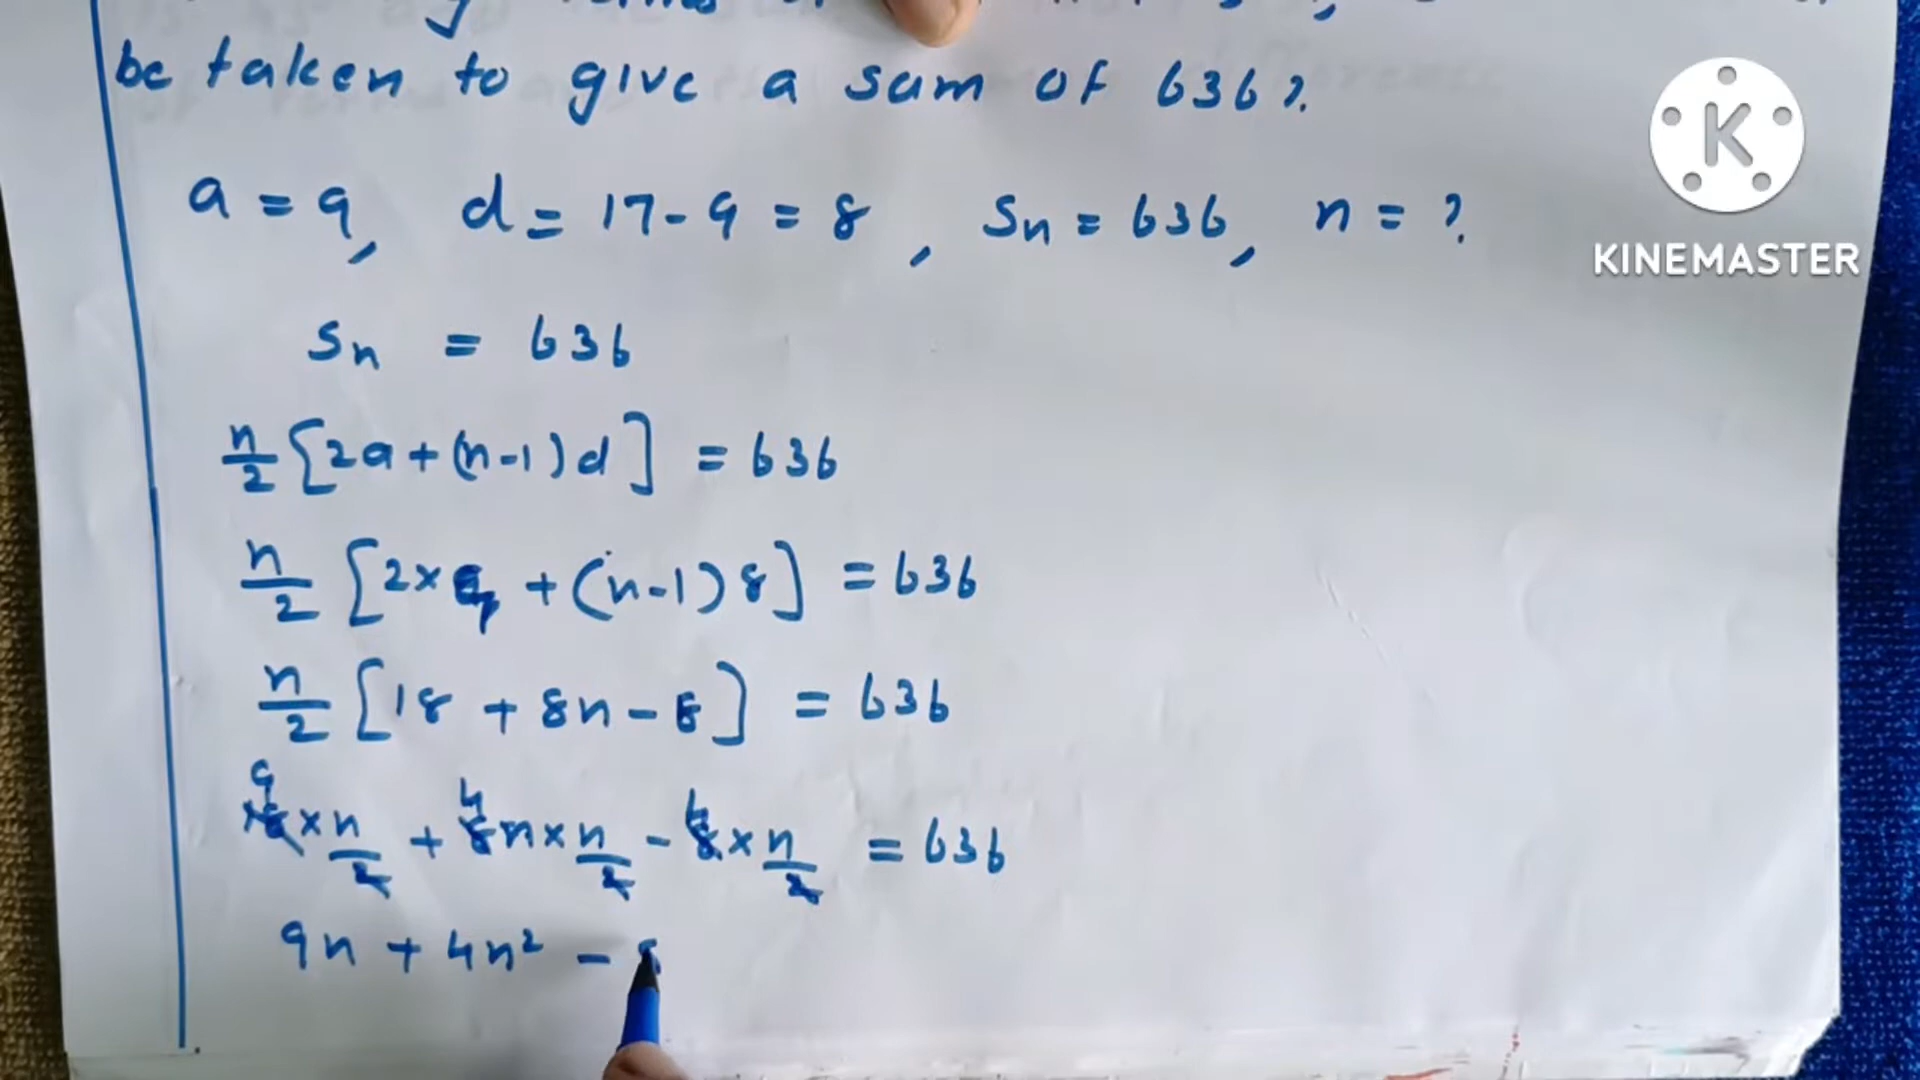 be taken to give a sum of 636?.
a = 9, d = 17 - 9 = 8, Sn = 636, n = ?
Sn = 636
n/2 [2a + (n-1)d] = 636
n/2 [2×9 + (n-1)8] = 636
n/2 [18 + 8n - 8] = 636
9 4 4
18 × n/2 + 8n × n/2 - 8 × n/2 = 636
9n + 4n² -
K
KINEMASTER